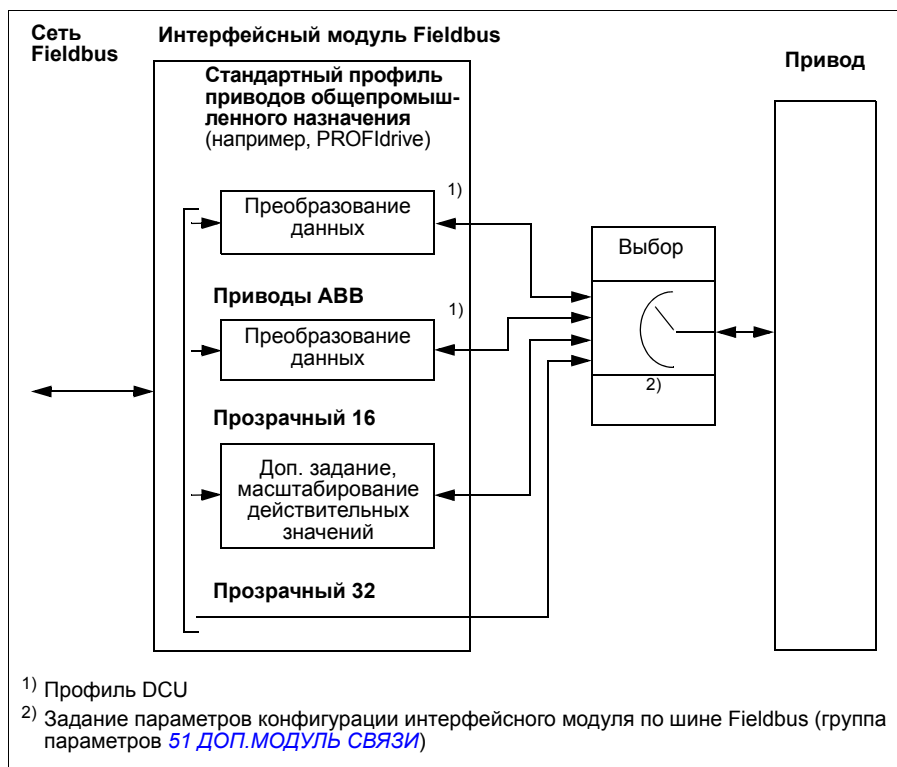 Сеть
Fieldbus
Интерфейсный модуль Fieldbus
Привод
Стандартный профиль
приводов общепромыш-
ленного назначения
(например, PROFIdrive)
1)
Преобразование
данных
Выбор
Приводы ABB
1)
Преобразование
данных
2)
Прозрачный 16
Доп. задание,
масштабирование
действительных
значений
Прозрачный 32
1) Профиль DCU
2) Задание параметров конфигурации интерфейсного модуля по шине Fieldbus (группа
параметров 51 ДОП.МОДУЛЬ СВЯЗИ)